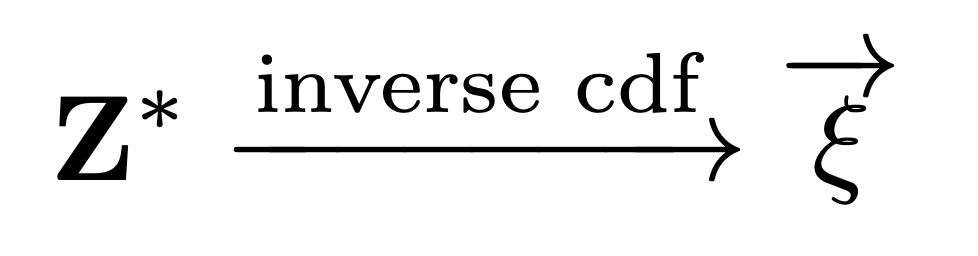 Z* inverse cdf → ξ⃗